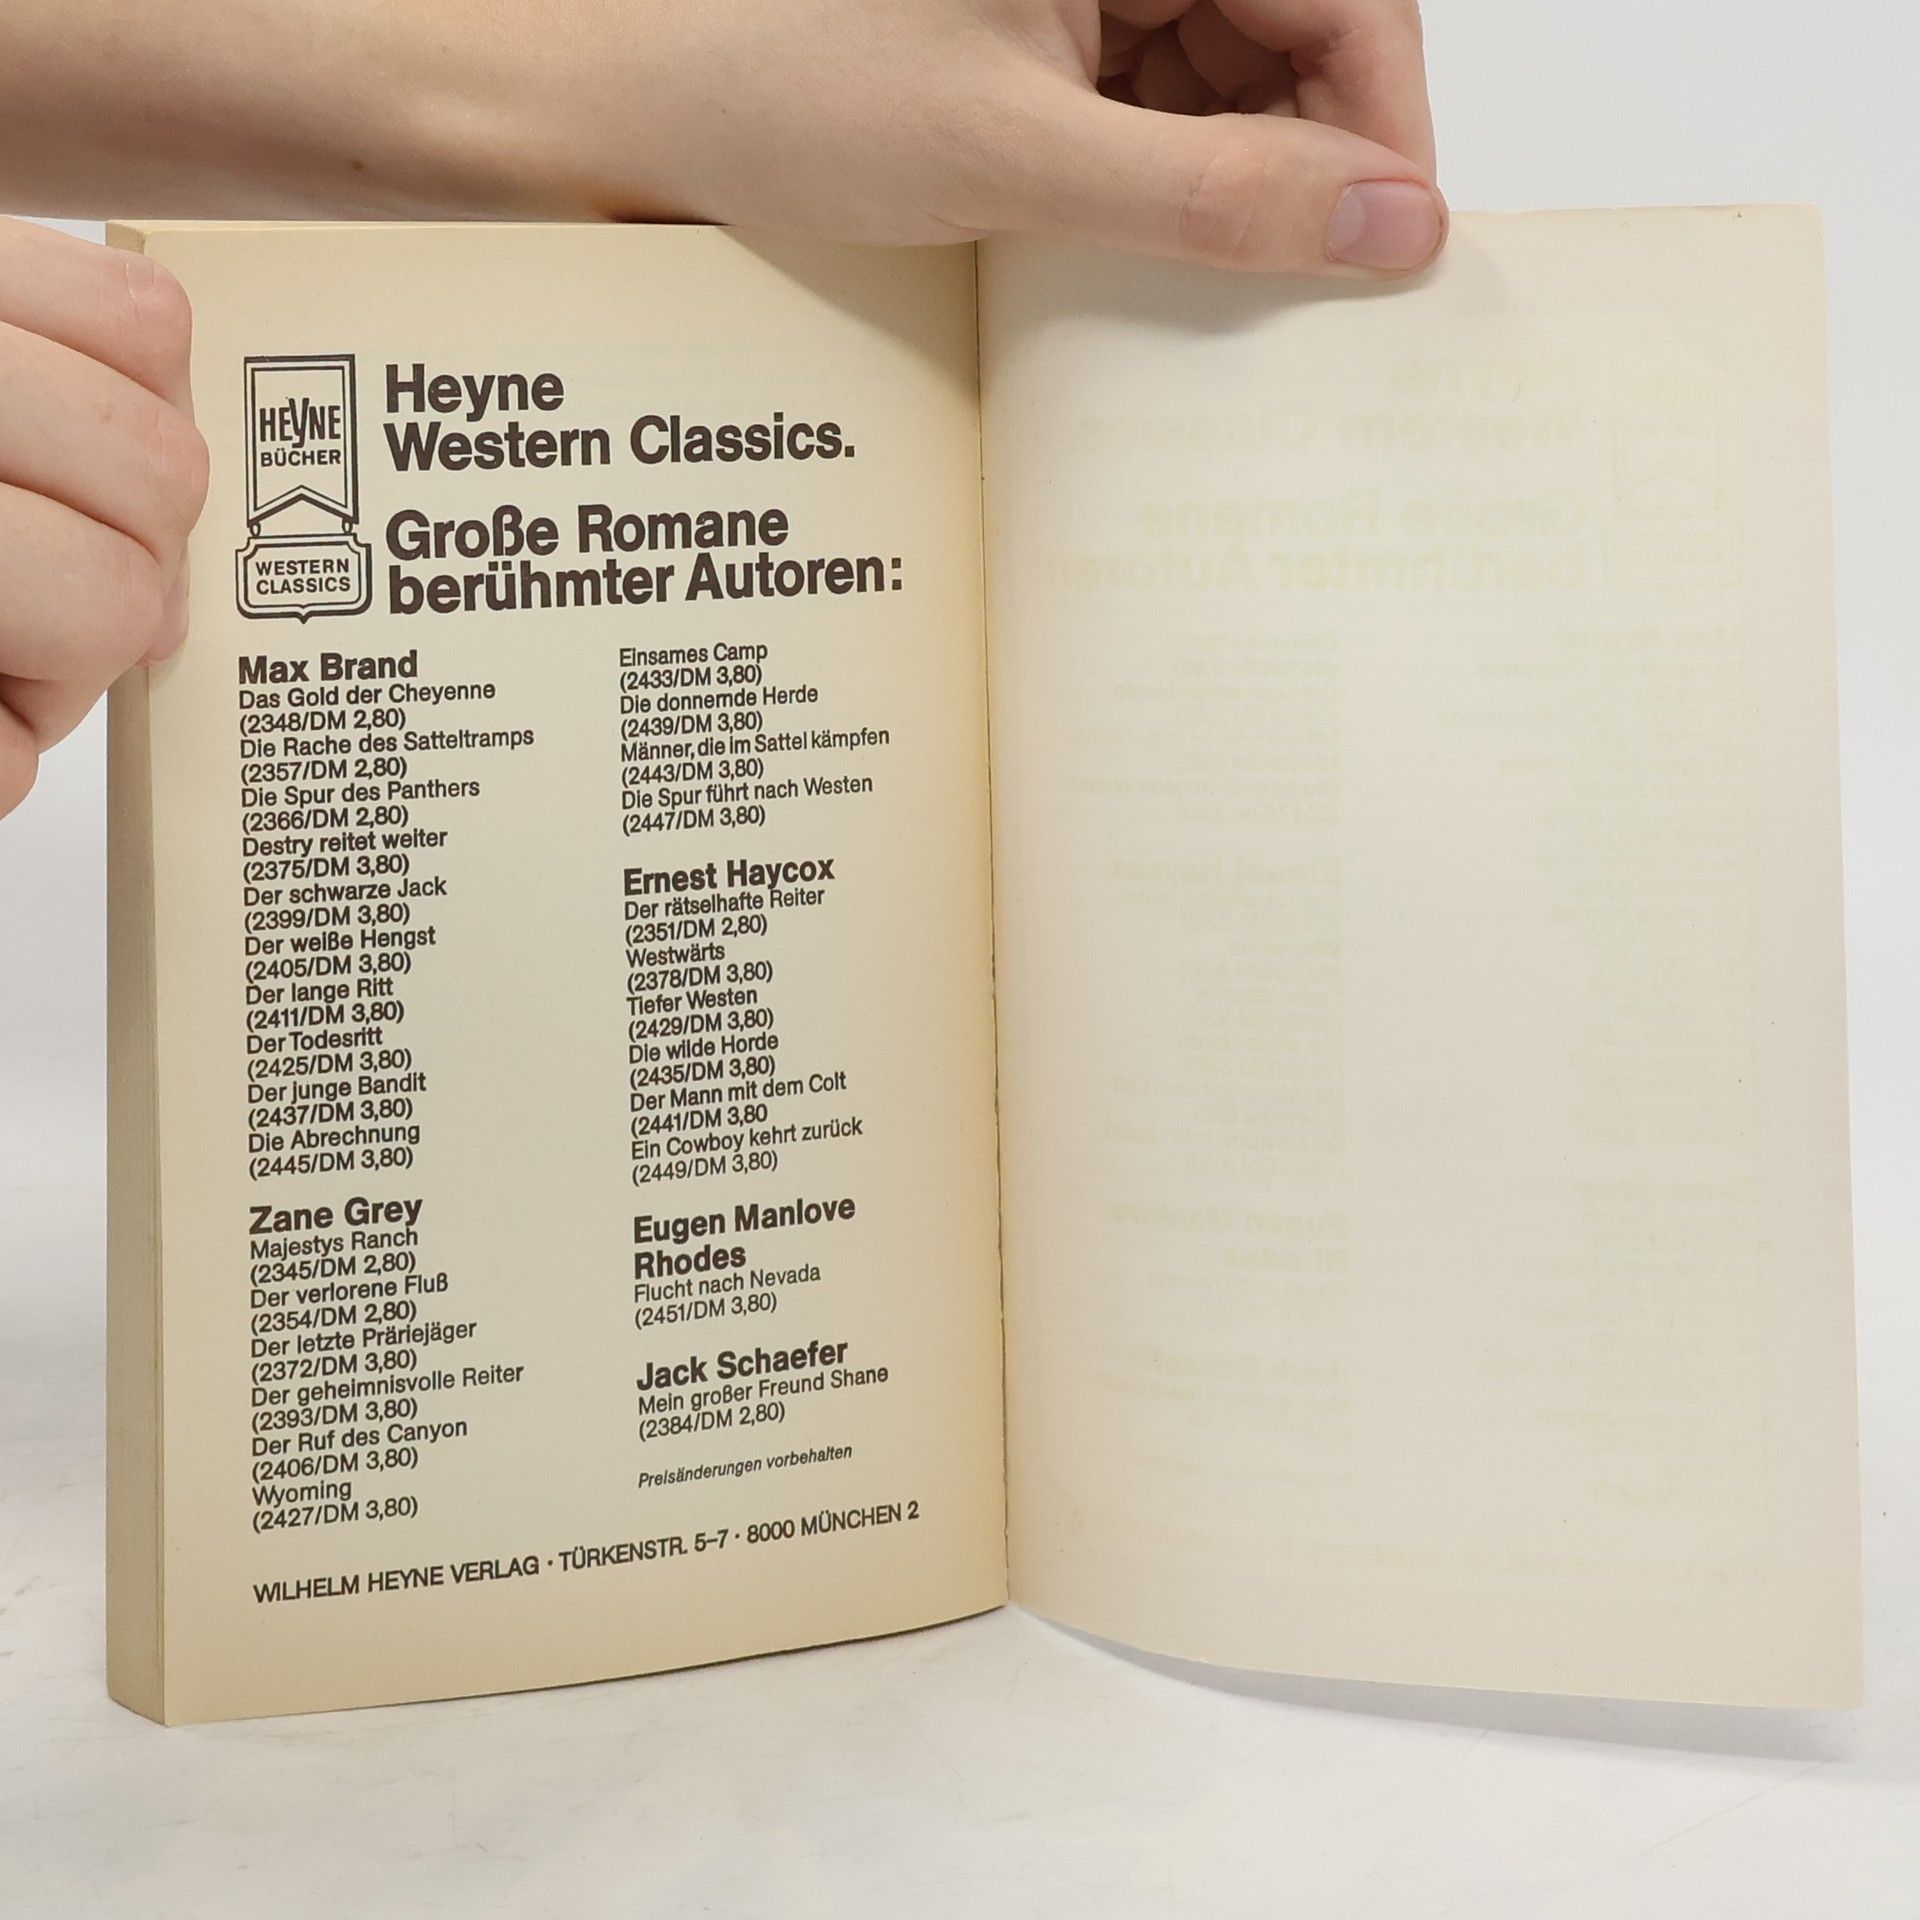 HEYNE
BÜCHER
WESTERN
CLASSICS
Heyne
Western Classics.
Große Romane
berühmter Autoren:
Max Brand
Das Gold der Cheyenne
(2348/DM 2,80)
Die Rache des Satteltramps
(2357/DM 2,80)
Die Spur des Panthers
(2366/DM 2,80)
Destry reitet weiter
(2375/DM 3,80)
Der schwarze Jack
(2399/DM 3,80)
Der weiße Hengst
(2405/DM 3,80)
Der lange Ritt
(2411/DM 3,80)
Der Todesritt
(2425/DM 3,80)
Der junge Bandit
(2437/DM 3,80)
Die Abrechnung
(2445/DM 3,80)
Zane Grey
Majestys Ranch
(2345/DM 2,80)
Der verlorene Fluß
(2354/DM 2,80)
Der letzte Präriejäger
(2372/DM 3,80)
Der geheimnisvolle Reiter
(2393/DM 3,80)
Der Ruf des Canyon
(2406/DM 3,80)
Wyoming
(2427/DM 3,80)
Einsames Camp
(2433/DM 3,80)
Die donnernde Herde
(2439/DM 3,80)
Männer, die im Sattel kämpfen
(2443/DM 3,80)
Die Spur führt nach Westen
(2447/DM 3,80)
Ernest Haycox
Der rätselhafte Reiter
(2351/DM 2,80)
Westwärts
(2378/DM 3,80)
Tiefer Westen
(2429/DM 3,80)
Die wilde Horde
(2435/DM 3,80)
Der Mann mit dem Colt
(2441/DM 3,80
Ein Cowboy kehrt zurück
(2449/DM 3,80)
Eugen Manlove
Rhodes
Flucht nach Nevada
(2451/DM 3,80)
Jack Schaefer
Mein großer Freund Shane
(2384/DM 2,80)
Preisänderungen vorbehalten
WILHELM HEYNE VERLAG · TÜRKENSTR. 5–7 · 8000 MÜNCHEN 2